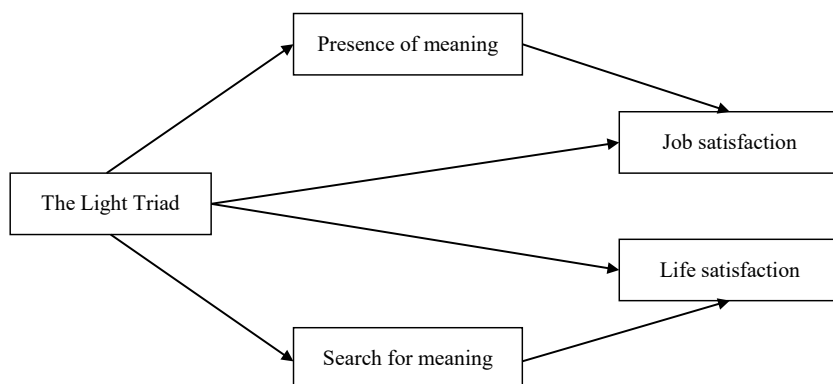 Presence of meaning
Job satisfaction
The Light Triad
Life satisfaction
Search for meaning